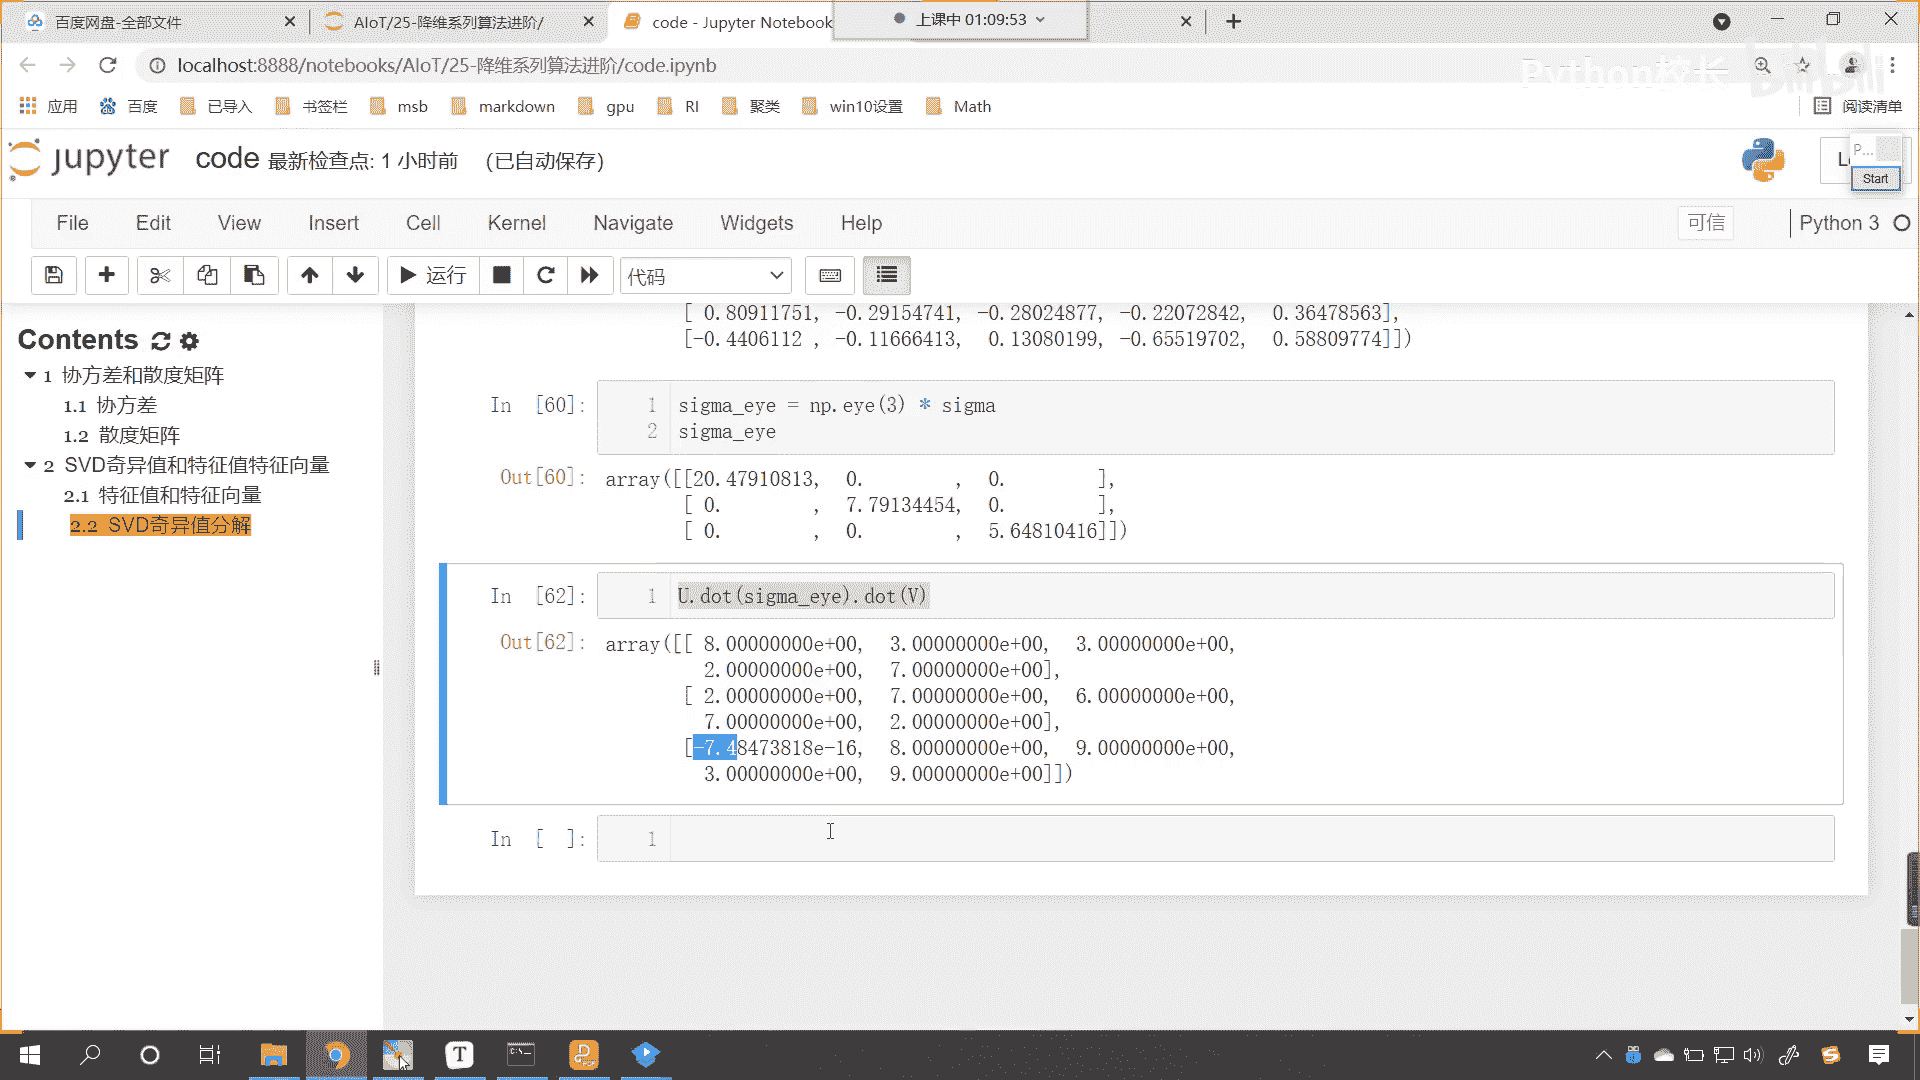 百度网盘-全部文件
AIoT/25-降维系列算法进阶/
code - Jupyter Notebook
上课中 01:09:53
localhost:8888/notebooks/AIoT/25-降维系列算法进阶/code.ipynb
Python校长
bilibili
应用
百度
已导入
书签栏
msb
markdown
gpu
RI
聚类
win10设置
Math
阅读清单
jupyter
code 最新检查点: 1 小时前 (已自动保存)
P...
Start
File Edit View Insert Cell Kernel Navigate Widgets Help
可信
Python 3
运行
代码
Contents
1 协方差和散度矩阵
1.1 协方差
1.2 散度矩阵
2 SVD奇异值和特征值特征向量
2.1 特征值和特征向量
2.2 SVD奇异值分解
[ 0.80911751, -0.29154741, -0.28024877, -0.22072842, 0.36478563],
[-0.4406112 , -0.11666413, 0.13080199, -0.65519702, 0.58809774]])
In [60]:
1 sigma_eye = np.eye(3) * sigma
2 sigma_eye
Out[60]: array([[20.47910813, 0. , 0. ],
[ 0. , 7.79134454, 0. ],
[ 0. , 0. , 5.64810416]])
In [62]:
1 U.dot(sigma_eye).dot(V)
Out[62]: array([[ 8.00000000e+00, 3.00000000e+00, 3.00000000e+00,
2.00000000e+00, 7.00000000e+00],
[ 2.00000000e+00, 7.00000000e+00, 6.00000000e+00,
7.00000000e+00, 2.00000000e+00],
[-7.48473818e-16, 8.00000000e+00, 9.00000000e+00,
3.00000000e+00, 9.00000000e+00]])
In [ ]:
1